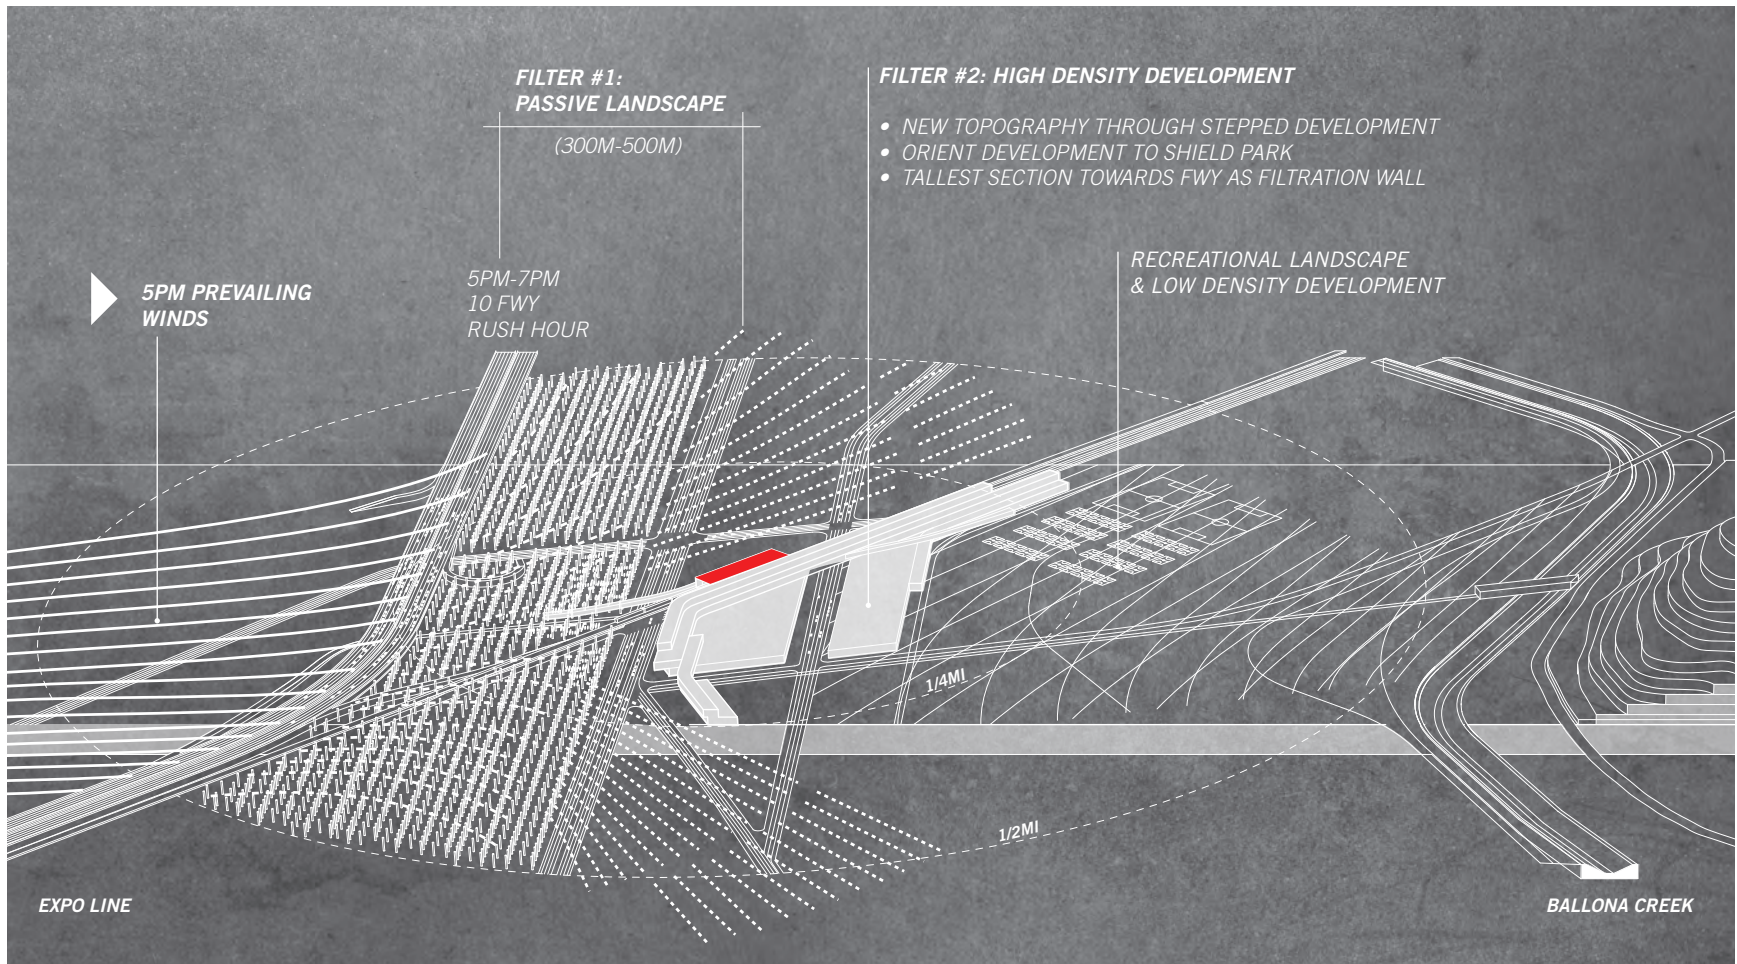 FILTER #1:
PASSIVE LANDSCAPE
(300M-500M)
FILTER #2: HIGH DENSITY DEVELOPMENT
• NEW TOPOGRAPHY THROUGH STEPPED DEVELOPMENT
• ORIENT DEVELOPMENT TO SHIELD PARK
• TALLEST SECTION TOWARDS FWY AS FILTRATION WALL
5PM PREVAILING
WINDS
5PM-7PM
10 FWY
RUSH HOUR
RECREATIONAL LANDSCAPE
& LOW DENSITY DEVELOPMENT
1/4MI
1/2MI
EXPO LINE
BALLONA CREEK